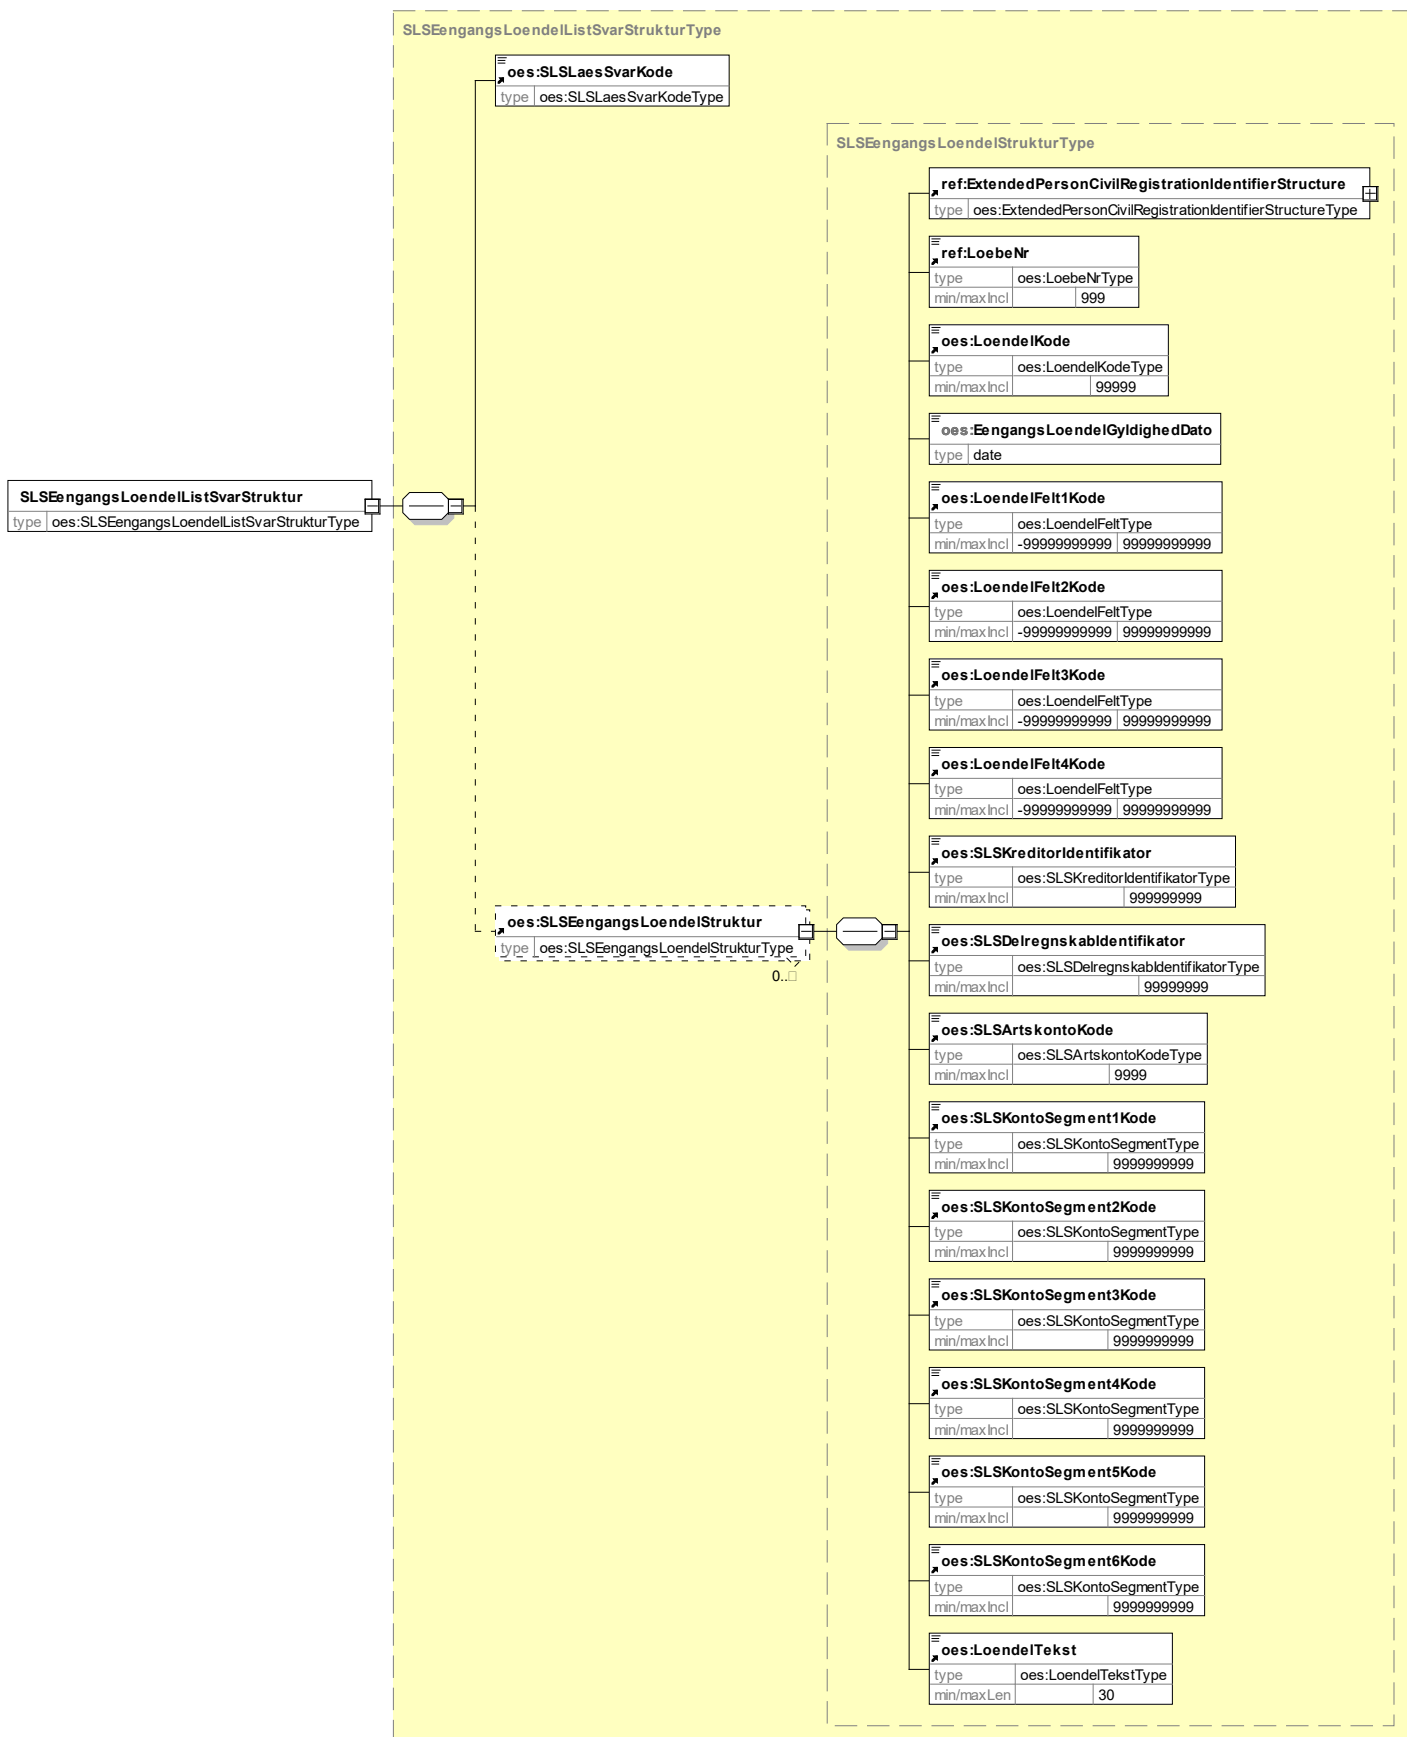 SLSEengangsLoendelListSvarStrukturType
oes:SLSLaesSvarKode
type oes:SLSLaesSvarKodeType
SLSEengangsLoendelStrukturType
ref:ExtendedPersonCivilRegistrationIdentifierStructure
type oes:ExtendedPersonCivilRegistrationIdentifierStructureType
ref:LoebeNr
type oes:LoebeNrType
min/maxIncl 999
oes:LoendelKode
type oes:LoendelKodeType
min/maxIncl 99999
oes:EengangsLoendelGyldighedDato
type date
SLSEengangsLoendelListSvarStruktur
type oes:SLSEengangsLoendelListSvarStrukturType
oes:LoendelFelt1Kode
type oes:LoendelFeltType
min/maxIncl -99999999999 99999999999
oes:LoendelFelt2Kode
type oes:LoendelFeltType
min/maxIncl -99999999999 99999999999
oes:LoendelFelt3Kode
type oes:LoendelFeltType
min/maxIncl -99999999999 99999999999
oes:LoendelFelt4Kode
type oes:LoendelFeltType
min/maxIncl -99999999999 99999999999
oes:SLSKreditorIdentifikator
type oes:SLSKreditorIdentifikatorType
min/maxIncl 999999999
oes:SLSEengangsLoendelStruktur
type oes:SLSEengangsLoendelStrukturType
0..
oes:SLSDelregnskabIdentifikator
type oes:SLSDelregnskabIdentifikatorType
min/maxIncl 99999999
oes:SLSArtskontoKode
type oes:SLSArtskontoKodeType
min/maxIncl 9999
oes:SLSKontoSegment1Kode
type oes:SLSKontoSegmentType
min/maxIncl 9999999999
oes:SLSKontoSegment2Kode
type oes:SLSKontoSegmentType
min/maxIncl 9999999999
oes:SLSKontoSegment3Kode
type oes:SLSKontoSegmentType
min/maxIncl 9999999999
oes:SLSKontoSegment4Kode
type oes:SLSKontoSegmentType
min/maxIncl 9999999999
oes:SLSKontoSegment5Kode
type oes:SLSKontoSegmentType
min/maxIncl 9999999999
oes:SLSKontoSegment6Kode
type oes:SLSKontoSegmentType
min/maxIncl 9999999999
oes:LoendelTekst
type oes:LoendelTekstType
min/maxLen 30